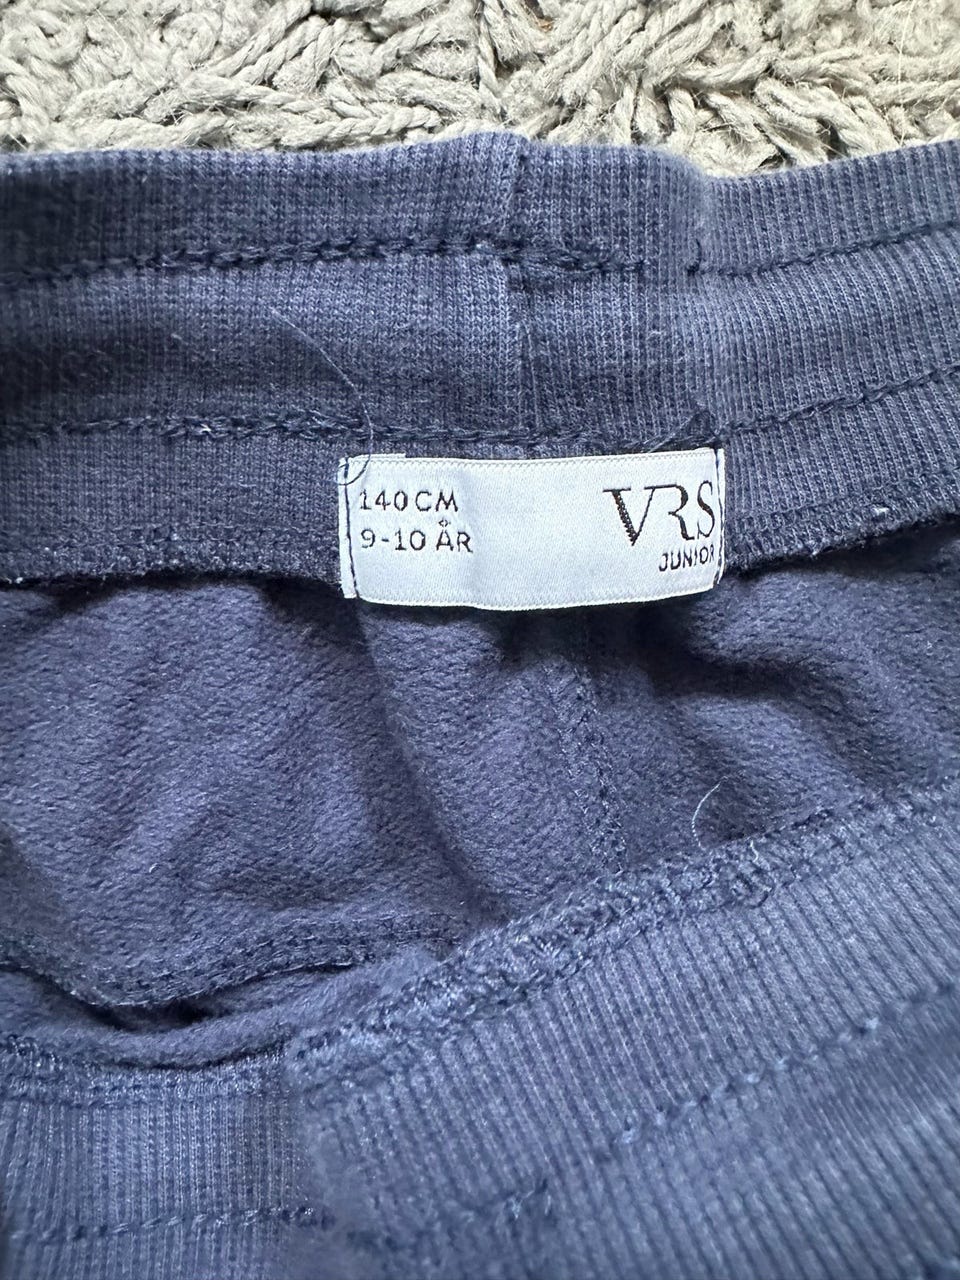 140 CM
9-10 ÅR
VRS
JUNIOR